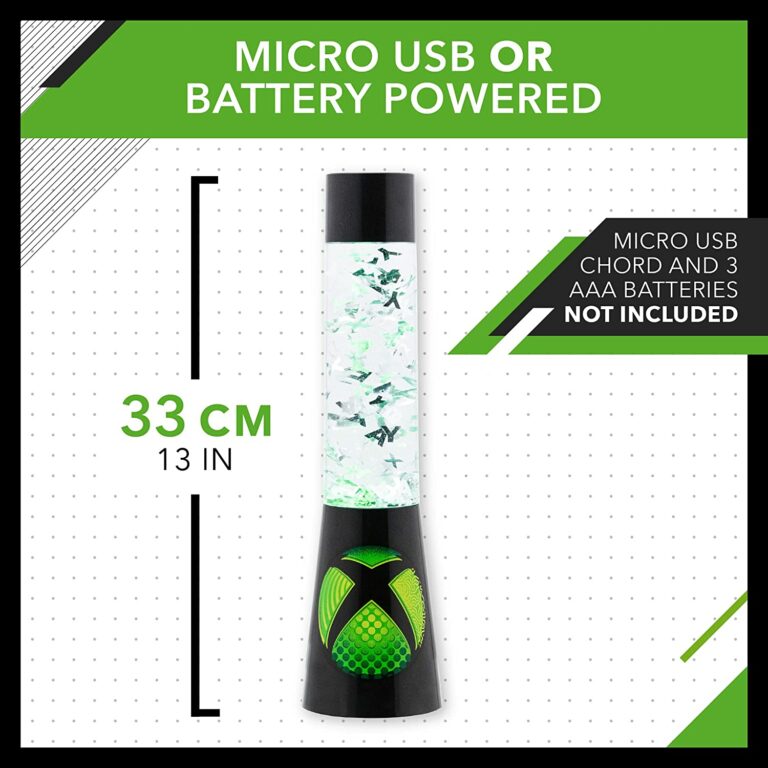 MICRO USB OR
BATTERY POWERED
MICRO USB
CHORD AND 3
AAA BATTERIES
NOT INCLUDED
33 CM
13 IN